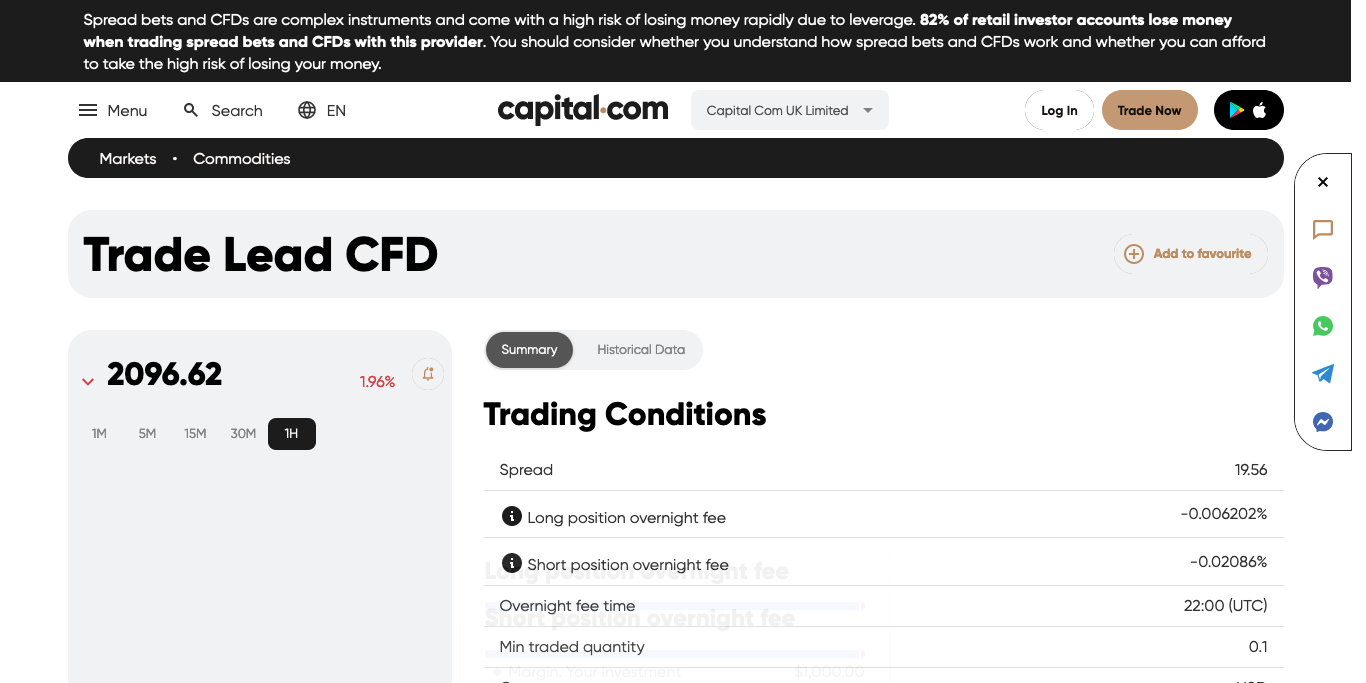 Spread bets and CFDs are complex instruments and come with a high risk of losing money rapidly due to leverage. 82% of retail investor accounts lose money
when trading spread bets and CFDs with this provider. You should consider whether you understand how spread bets and CFDs work and whether you can afford
to take the high risk of losing your money.
Menu Search EN capital.com Capital Com UK Limited Log In Trade Now
Markets • Commodities
Trade Lead CFD
Add to favourite
2096.62 1.96%
1M 5M 15M 30M 1H
Summary Historical Data
Trading Conditions
Spread 19.56
Long position overnight fee -0.006202%
Short position overnight fee -0.02086%
Long position overnight fee
Overnight fee time 22:00 (UTC)
Short position overnight fee
Min traded quantity 0.1
Margin. Your investment $1,000.00